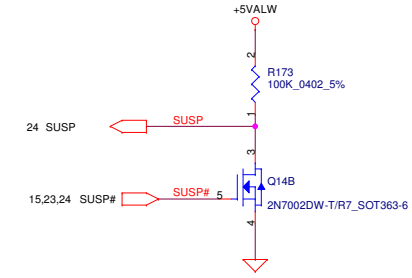 +5VALW
2
R173
100K_0402_5%
1
24 SUSP
SUSP
3
Q14B
15,23,24 SUSP#
SUSP#
5
2N7002DW-T/R7_SOT363-6
4